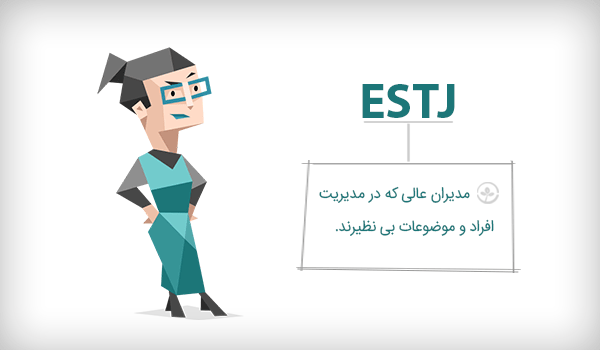 ESTJ
مدیران عالی که در مدیریت
افراد و موضوعات بی نظیرند.